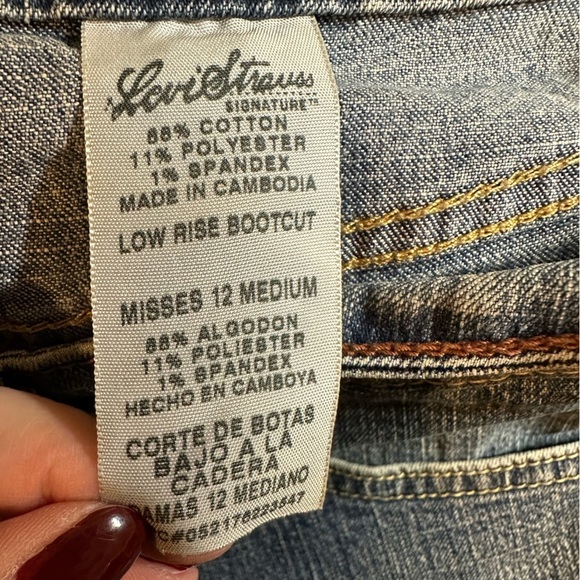 Levi Strauss
SIGNATURE™
88% COTTON
11% POLYESTER
1% SPANDEX
MADE IN CAMBODIA
LOW RISE BOOTCUT
MISSES 12 MEDIUM
88% ALGODON
11% POLIESTER
1% SPANDEX
HECHO EN CAMBOYA
CORTE DE BOTAS
BAJO A LA
CADERA
DAMAS 12 MEDIANO